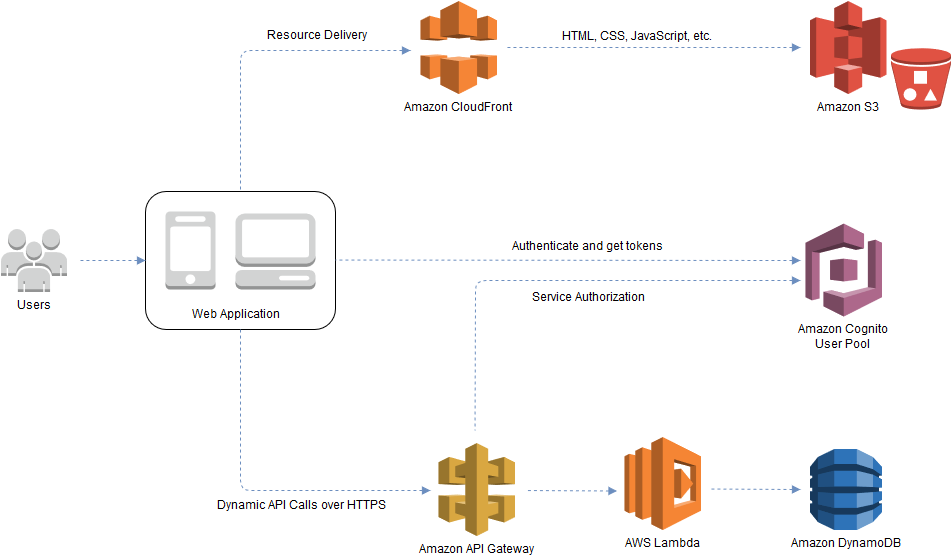 Resource Delivery
HTML, CSS, JavaScript, etc.
Amazon CloudFront
Amazon S3
Authenticate and get tokens
Service Authorization
Users
Web Application
Amazon Cognito
User Pool
Dynamic API Calls over HTTPS
Amazon API Gateway
AWS Lambda
Amazon DynamoDB